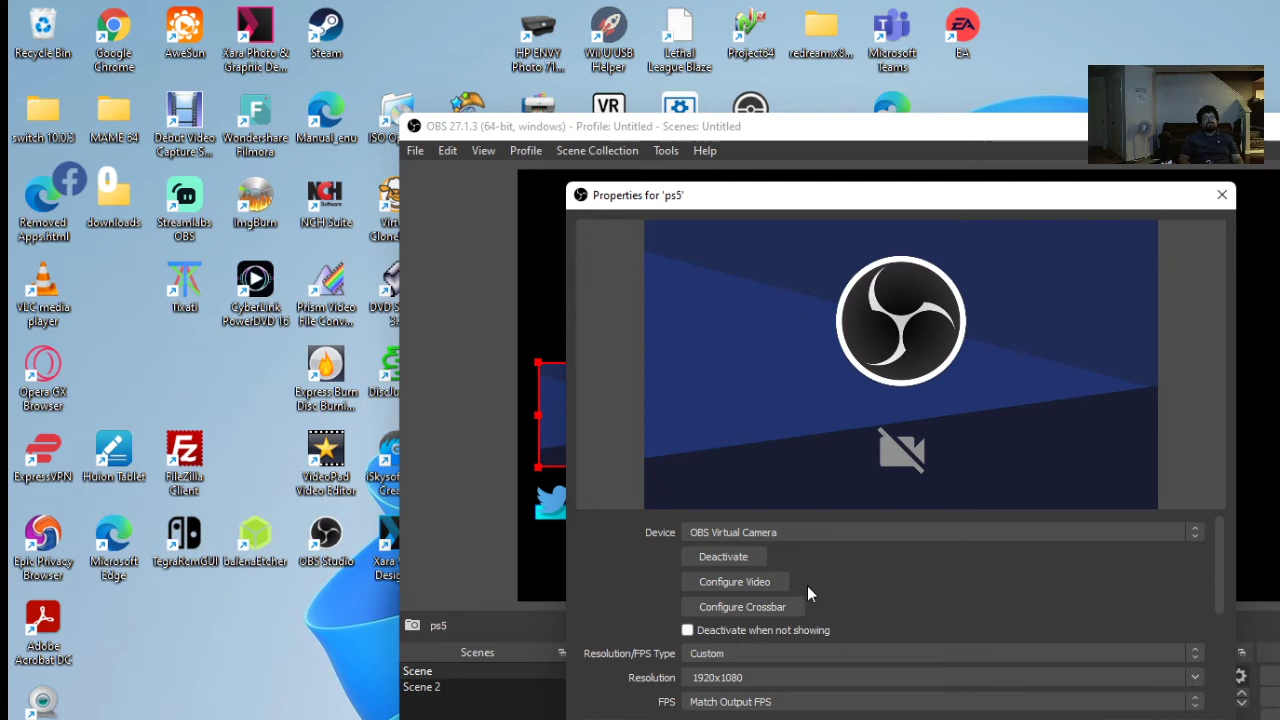 Recycle Bin
Google
Chrome
AweSun
Xara Photo &
Graphic De...
Steam
HP ENVY
Photo 71...
Wii U USB
Helper
Lethal
League Blaze
Project64
redream.x8...
Microsoft
Teams
EA
switch 10.0.3
MAME 64
Debut Video
Capture S...
Wondershare
Filmora
Manual_enu
VR
OBS 27.1.3 (64-bit, windows) - Profile: Untitled - Scenes: Untitled
File Edit View Profile Scene Collection Tools Help
Removed
Apps.html
downloads
Streamlabs
OBS
ImgBurn
NCH
NCH Suite
Properties for 'ps5'
VLC media
player
Tixati
CyberLink
PowerDVD 16
Prism Video
File Conv...
Opera GX
Browser
Express Burn
Disc Burni...
ExpressVPN
Huion Tablet
FileZilla
Client
VideoPad
Video Editor
Epic Privacy
Browser
Microsoft
Edge
TegraRcmGUI
balenaEtcher
OBS Studio
Adobe
Acrobat DC
Device OBS Virtual Camera
Deactivate
Configure Video
Configure Crossbar
Deactivate when not showing
Resolution/FPS Type Custom
Resolution 1920x1080
FPS Match Output FPS
ps5
Scenes
Scene
Scene 2